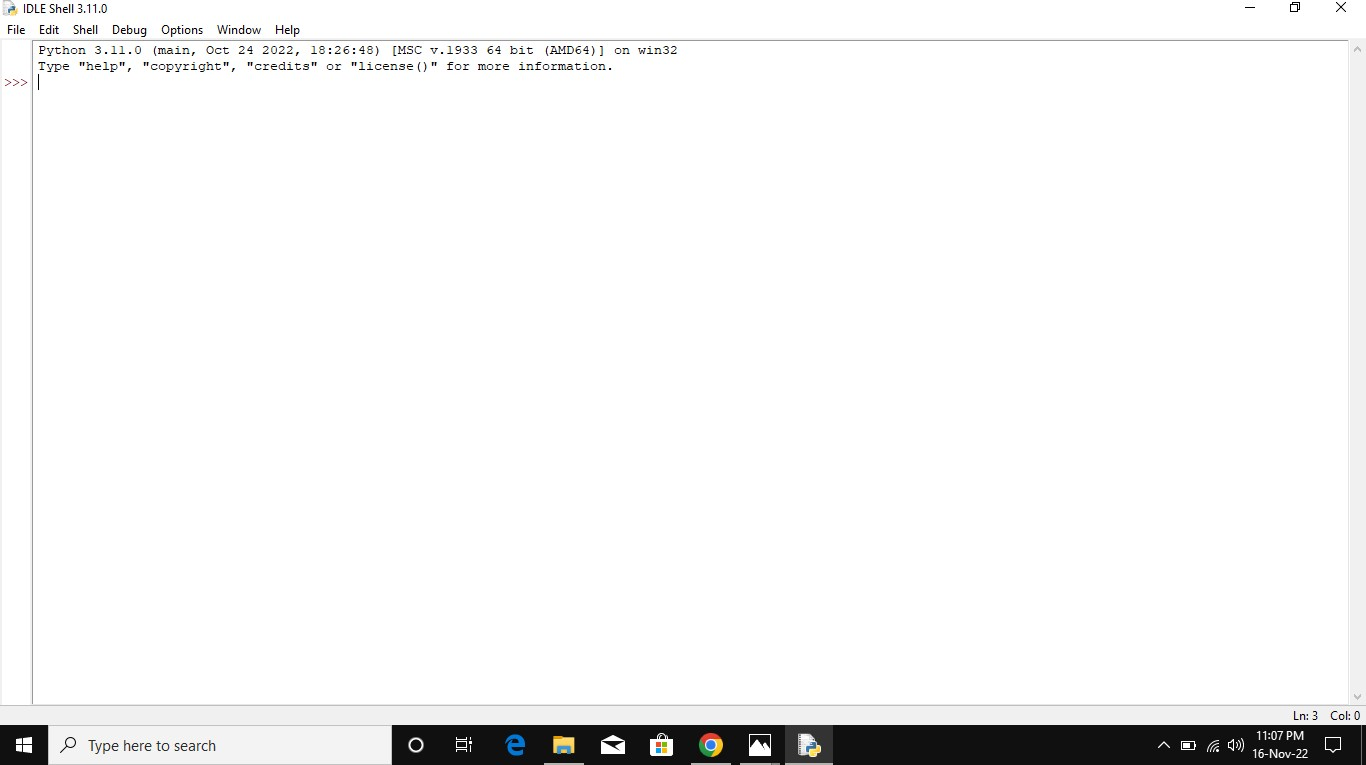 IDLE Shell 3.11.0
File Edit Shell Debug Options Window Help
Python 3.11.0 (main, Oct 24 2022, 18:26:48) [MSC v.1933 64 bit (AMD64)] on win32
Type "help", "copyright", "credits" or "license()" for more information.
>>>
Ln: 3 Col: 0
Type here to search
11:07 PM
16-Nov-22